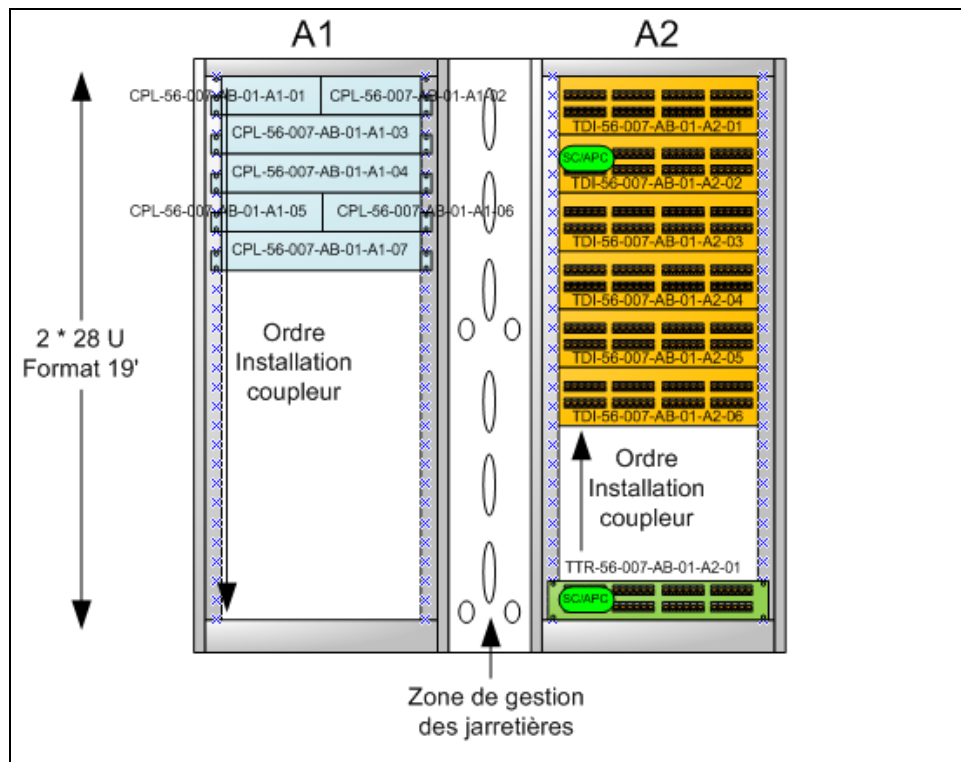 A1
A2
CPL-56-007-AB-01-A1-01
CPL-56-007-AB-01-A1-02
CPL-56-007-AB-01-A1-03
CPL-56-007-AB-01-A1-04
CPL-56-007-AB-01-A1-05
CPL-56-007-AB-01-A1-06
CPL-56-007-AB-01-A1-07
2 * 28 U
Format 19'
Ordre
Installation
coupleur
TDI-56-007-AB-01-A2-01
SC/APC
TDI-56-007-AB-01-A2-02
TDI-56-007-AB-01-A2-03
TDI-56-007-AB-01-A2-04
TDI-56-007-AB-01-A2-05
TDI-56-007-AB-01-A2-06
Ordre
Installation
coupleur
TTR-56-007-AB-01-A2-01
SC/APC
Zone de gestion
des jarretières